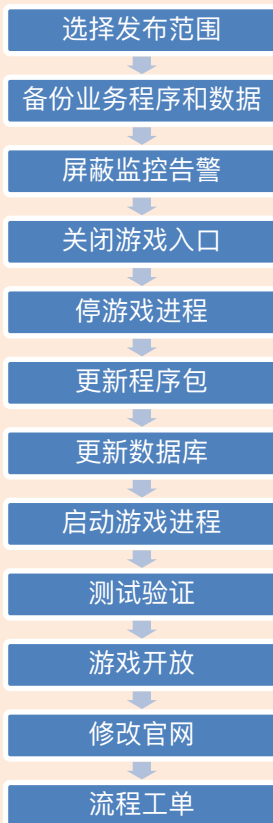 选择发布范围
备份业务程序和数据
屏蔽监控告警
关闭游戏入口
停游戏进程
更新程序包
更新数据库
启动游戏进程
测试验证
游戏开放
修改官网
流程工单